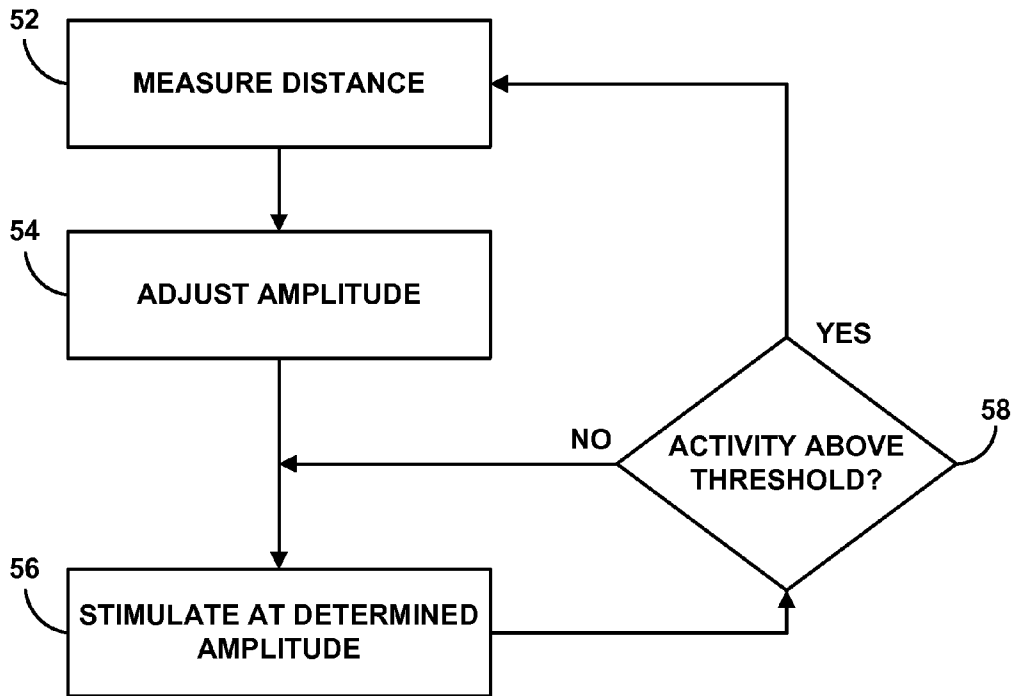 52
MEASURE DISTANCE
54
ADJUST AMPLITUDE
YES
NO
58
ACTIVITY ABOVE
THRESHOLD?
56
STIMULATE AT DETERMINED
AMPLITUDE